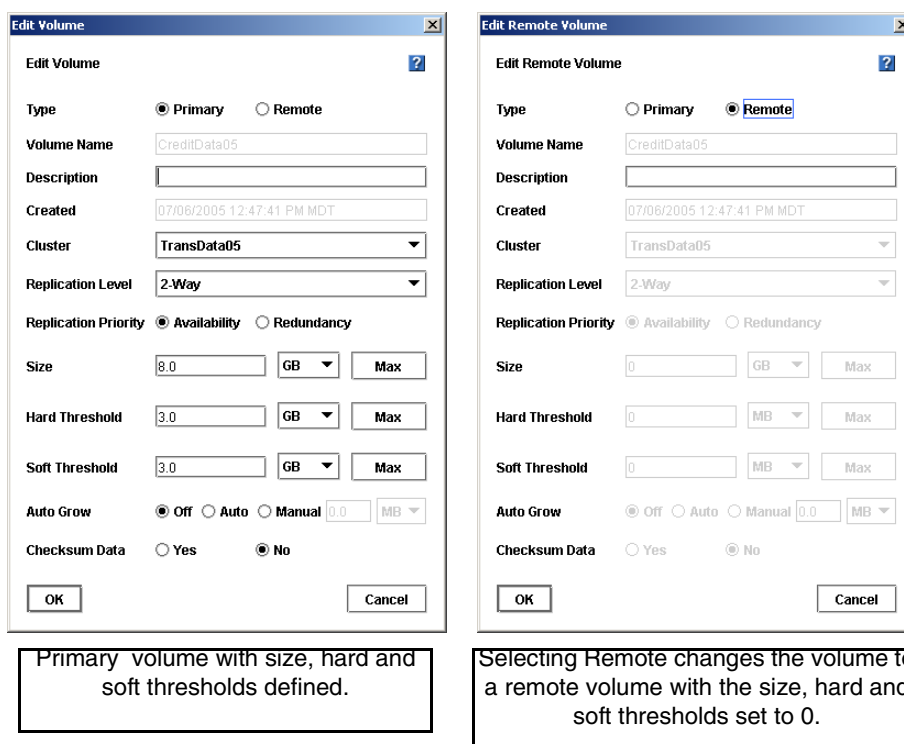 Edit Volume
Edit Volume ?
Type Primary Remote
Volume Name CreditData05
Description
Created 07/06/2005 12:47:41 PM MDT
Cluster TransData05
Replication Level 2-Way
Replication Priority Availability Redundancy
Size 8.0 GB Max
Hard Threshold 3.0 GB Max
Soft Threshold 3.0 GB Max
Auto Grow Off Auto Manual 0.0 MB
Checksum Data Yes No
OK Cancel
Primary volume with size, hard and
soft thresholds defined.
Edit Remote Volume
Edit Remote Volume ?
Type Primary Remote
Volume Name CreditData05
Description
Created 07/06/2005 12:47:41 PM MDT
Cluster TransData05
Replication Level 2-Way
Replication Priority Availability Redundancy
Size 0 GB Max
Hard Threshold 0 MB Max
Soft Threshold 0 MB Max
Auto Grow Off Auto Manual 0.0 MB
Checksum Data Yes No
OK Cancel
Selecting Remote changes the volume to
a remote volume with the size, hard and
soft thresholds set to 0.